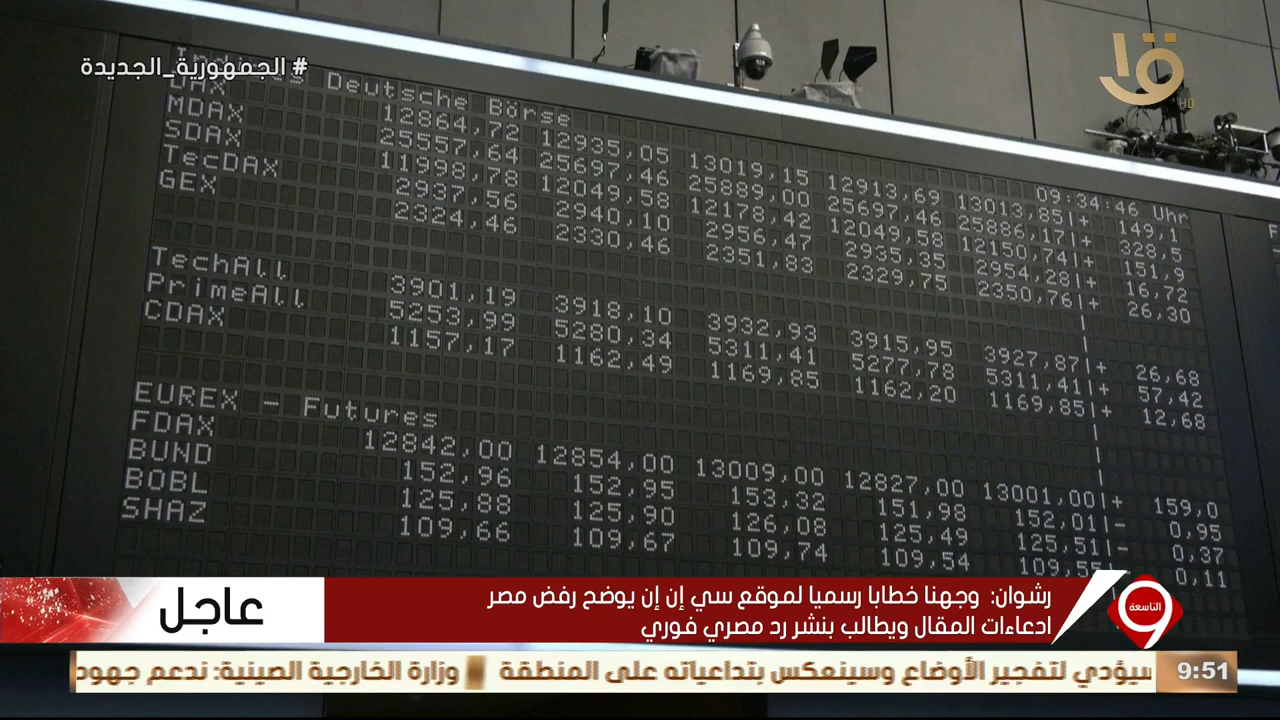 # الجمهورية_الجديدة
HD
Deutsche Börse 09:34:46 Uhr
DAX 12864,72 12935,05 13019,15 12913,69 13013,85|+ 149,1
MDAX 25557,64 25697,46 25889,00 25697,46 25886,17|+ 328,5
SDAX 11998,78 12049,58 12178,42 12049,58 12150,74|+ 151,9
TecDAX 2937,56 2940,10 2956,47 2935,35 2954,28|+ 16,72
GEX 2324,46 2330,46 2351,83 2329,75 2350,76|+ 26,30
TechAll 3901,19 3918,10 3932,93 3915,95 3927,87|+ 26,68
PrimeAll 5253,99 5280,34 5311,41 5277,78 5311,41|+ 57,42
CDAX 1157,17 1162,49 1169,85 1162,20 1169,85|+ 12,68
EUREX - Futures
FDAX 12842,00 12854,00 13009,00 12827,00 13001,00|+ 159,0
BUND 152,96 152,95 153,32 151,98 152,01|- 0,95
BOBL 125,88 125,90 126,08 125,49 125,51|- 0,37
SHAZ 109,66 109,67 109,74 109,54 109,55|- 0,11
التاسعة
9
رشوان: وجهنا خطابا رسميا لموقع سي إن إن يوضح رفض مصر
ادعاءات المقال ويطالب بنشر رد مصري فوري
عاجل
9:51
سيؤدي لتفجير الأوضاع وسينعكس بتداعياته على المنطقة وزارة الخارجية الصينية: ندعم جهود